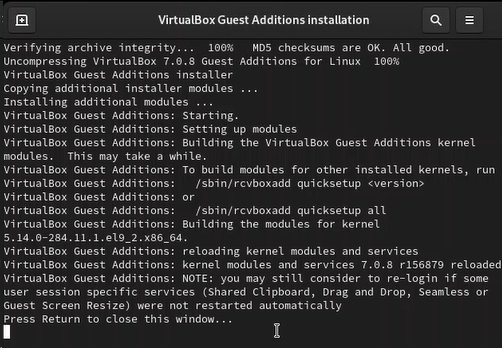 VirtualBox Guest Additions installation
Verifying archive integrity...  100%   MD5 checksums are OK. All good.
Uncompressing VirtualBox 7.0.8 Guest Additions for Linux  100%
VirtualBox Guest Additions installer
Copying additional installer modules ...
Installing additional modules ...
VirtualBox Guest Additions: Starting.
VirtualBox Guest Additions: Setting up modules
VirtualBox Guest Additions: Building the VirtualBox Guest Additions kernel
modules.  This may take a while.
VirtualBox Guest Additions: To build modules for other installed kernels, run
VirtualBox Guest Additions:   /sbin/rcvboxadd quicksetup <version>
VirtualBox Guest Additions: or
VirtualBox Guest Additions:   /sbin/rcvboxadd quicksetup all
VirtualBox Guest Additions: Building the modules for kernel
5.14.0-284.11.1.el9_2.x86_64.
VirtualBox Guest Additions: reloading kernel modules and services
VirtualBox Guest Additions: kernel modules and services 7.0.8 r156879 reloaded
VirtualBox Guest Additions: NOTE: you may still consider to re-login if some
user session specific services (Shared Clipboard, Drag and Drop, Seamless or
Guest Screen Resize) were not restarted automatically
Press Return to close this window...